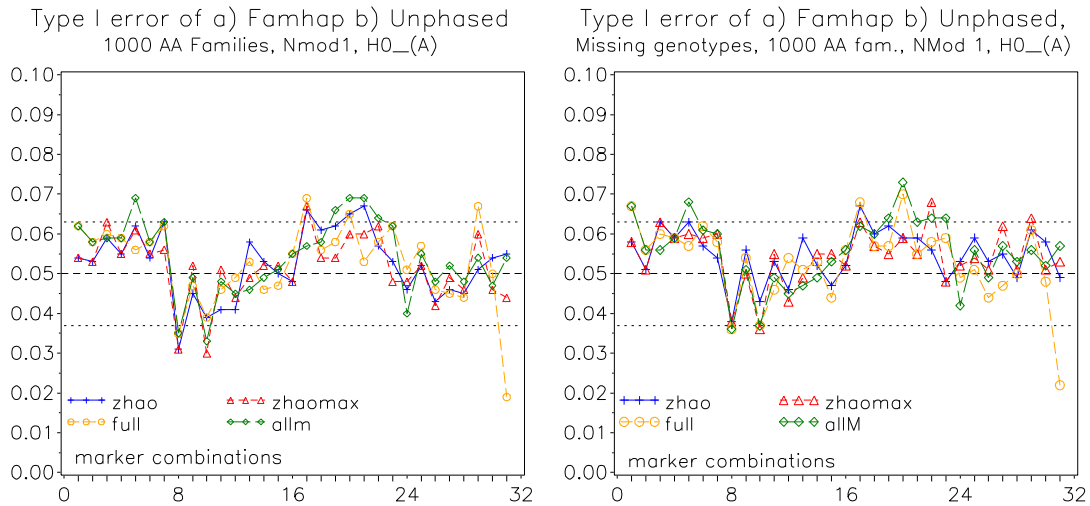 Type I error of a) Famhap b) Unphased
1000 AA Families, Nmod1, H0_(A)
0.10
0.09
0.08
0.07
0.06
0.05
0.04
0.03
0.02
0.01
0.00
zhao
zhaomax
full
allm
marker combinations
0 8 16 24 32
Type I error of a) Famhap b) Unphased,
Missing genotypes, 1000 AA fam., NMod 1, H0_(A)
0.10
0.09
0.08
0.07
0.06
0.05
0.04
0.03
0.02
0.01
0.00
zhao
zhaomax
full
allM
marker combinations
0 8 16 24 32